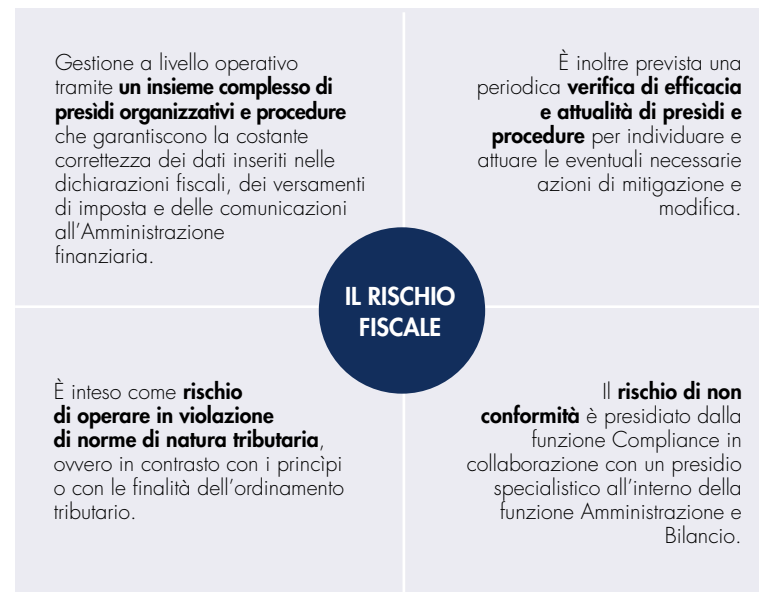 Gestione a livello operativo
tramite un insieme complesso di
presìdi organizzativi e procedure
che garantiscono la costante
correttezza dei dati inseriti nelle
dichiarazioni fiscali, dei versamenti
di imposta e delle comunicazioni
all'Amministrazione
finanziaria.
È inoltre prevista una
periodica verifica di efficacia
e attualità di presìdi e
procedure per individuare e
attuare le eventuali necessarie
azioni di mitigazione e
modifica.
IL RISCHIO
FISCALE
È inteso come rischio
di operare in violazione
di norme di natura tributaria,
ovvero in contrasto con i princìpi
o con le finalità dell'ordinamento
tributario.
Il rischio di non
conformità è presidiato dalla
funzione Compliance in
collaborazione con un presidio
specialistico all'interno della
funzione Amministrazione e
Bilancio.